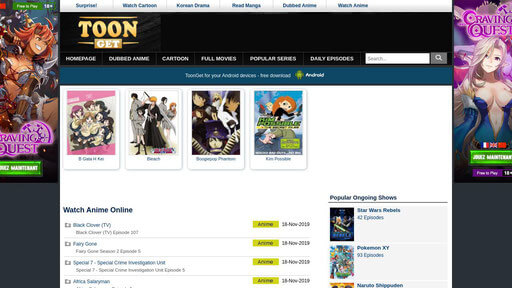 Surprise! Watch Cartoon Korean Drama Read Manga Dubbed Anime Watch Anime
Free to Play 18+
TOON
GET
HOMEPAGE DUBBED ANIME CARTOON FULL MOVIES POPULAR SERIES DAILY EPISODES
Search...
ToonGet for your Android devices - free download ANDROID
CRAVING
QUEST
JOUEZ MAINTENANT
CRAVING
QUEST
JOUEZ MAINTENANT
Free to Play 18+
KIM
POSSIBLE
B Gata H Kei
Bleach
Boogiepop Phantom
Kim Possible
Watch Anime Online
Black Clover (TV) Anime 18-Nov-2019
Black Clover (TV) Episode 107
Fairy Gone Anime 18-Nov-2019
Fairy Gone Season 2 Episode 5
Special 7 - Special Crime Investigation Unit Anime 18-Nov-2019
Special 7 - Special Crime Investigation Unit Episode 5
Africa Salaryman Anime 18-Nov-2019
Popular Ongoing Shows
Star Wars Rebels
42 Episodes
Pokemon XY
93 Episodes
Naruto Shippuden